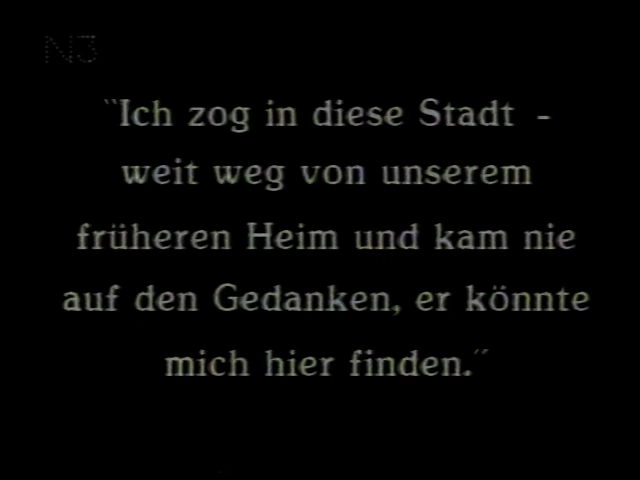 N3
"Ich zog in diese Stadt -
weit weg von unserem
früheren Heim und kam nie
auf den Gedanken, er könnte
mich hier finden."